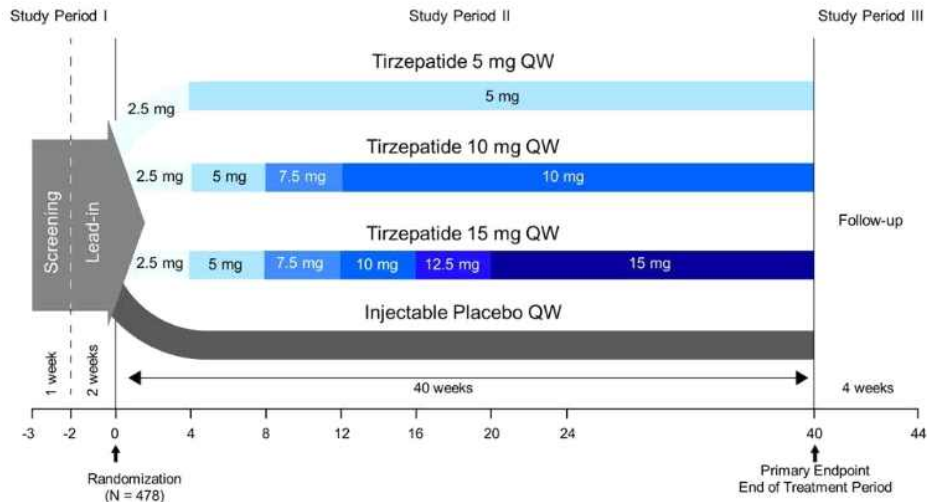 Study Period I
Study Period II
Study Period III
Tirzepatide 5 mg QW
2.5 mg
5 mg
Tirzepatide 10 mg QW
2.5 mg
5 mg
7.5 mg
10 mg
Screening
Lead-in
Follow-up
Tirzepatide 15 mg QW
2.5 mg
5 mg
7.5 mg
10 mg
12.5 mg
15 mg
Injectable Placebo QW
1 week
2 weeks
40 weeks
4 weeks
-3
-2
0
4
8
12
16
20
24
40
44
Randomization
(N = 478)
Primary Endpoint
End of Treatment Period